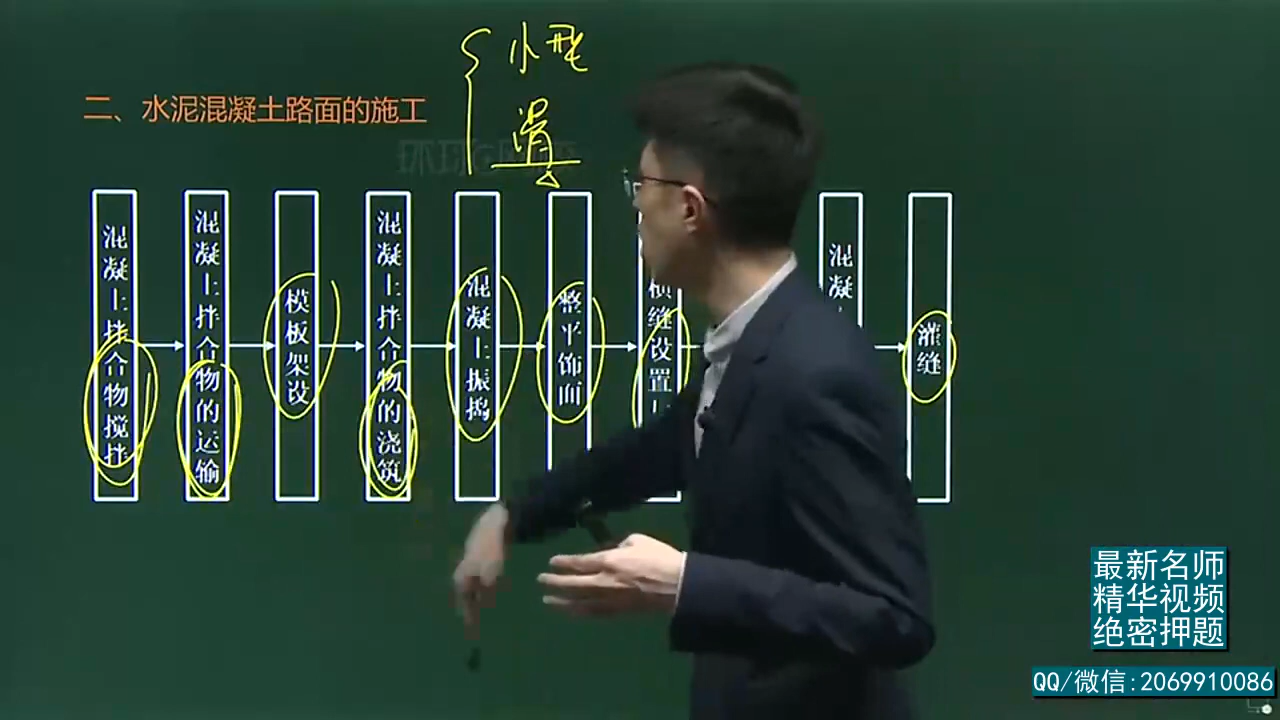 小型
滑
二、水泥混凝土路面的施工
混凝土拌合物搅拌
混凝土拌合物的运输
模板架设
混凝土拌合物的浇筑
混凝土振捣
整平饰面
横缝设置
混凝
灌缝
最新名师
精华视频
绝密押题
QQ/微信:2069910086